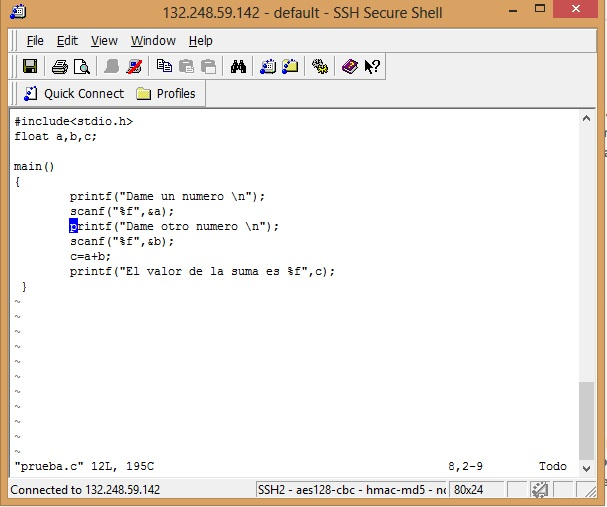 132.248.59.142 - default - SSH Secure Shell
File Edit View Window Help
Quick Connect Profiles
#include<stdio.h>
float a,b,c;
main()
{
printf("Dame un numero \n");
scanf("%f",&a);
printf("Dame otro numero \n");
scanf("%f",&b);
c=a+b;
printf("El valor de la suma es %f",c);
}
~
~
~
~
~
~
~
~
~
~
~
"prueba.c" 12L, 195C 8,2-9 Todo
Connected to 132.248.59.142 SSH2 - aes128-cbc - hmac-md5 - 80x24